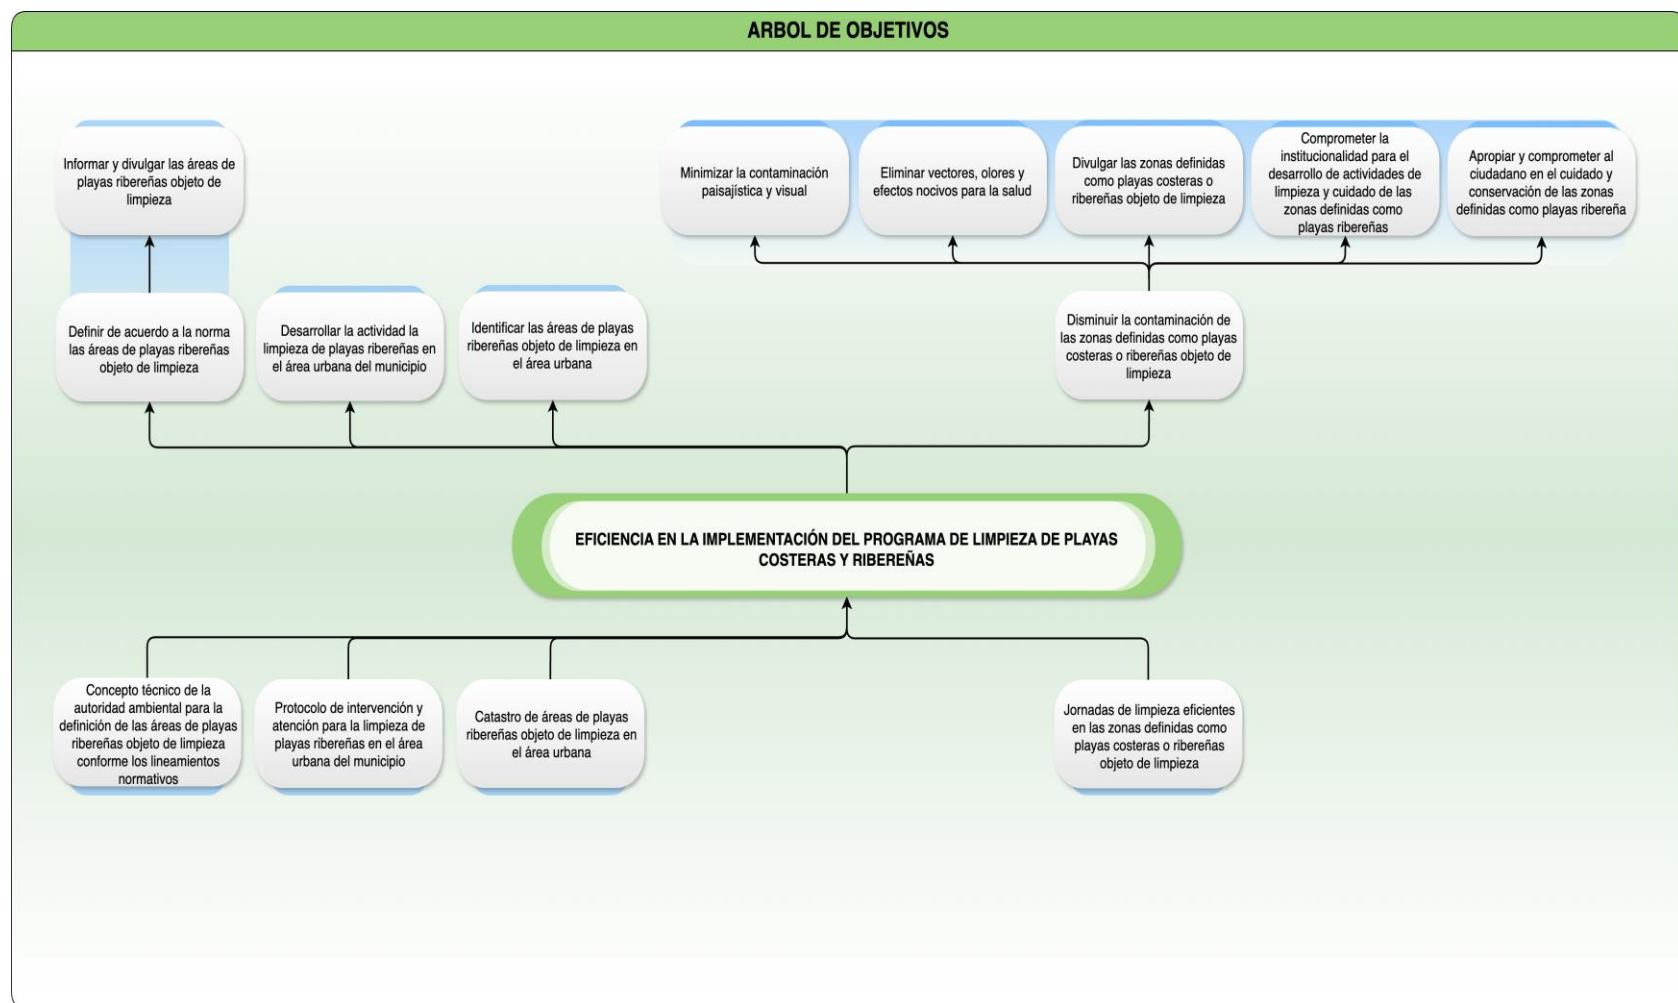 ARBOL DE OBJETIVOS
Informar y divulgar las áreas de
playas ribereñas objeto de
limpieza
Minimizar la contaminación
paisajística y visual
Eliminar vectores, olores y
efectos nocivos para la salud
Divulgar las zonas definidas
como playas costeras o
ribereñas objeto de limpieza
Comprometer la
institucionalidad para el
desarrollo de actividades de
limpieza y cuidado de las
zonas definidas como
playas ribereñas
Apropiar y comprometer al
ciudadano en el cuidado y
conservación de las zonas
definidas como playas ribereña
Definir de acuerdo a la norma
las áreas de playas ribereñas
objeto de limpieza
Desarrollar la actividad la
limpieza de playas ribereñas en
el área urbana del municipio
Identificar las áreas de playas
ribereñas objeto de limpieza en
el área urbana
Disminuir la contaminación de
las zonas definidas como playas
costeras o ribereñas objeto de
limpieza
EFICIENCIA EN LA IMPLEMENTACIÓN DEL PROGRAMA DE LIMPIEZA DE PLAYAS
COSTERAS Y RIBEREÑAS
Concepto técnico de la
autoridad ambiental para la
definición de las áreas de playas
ribereñas objeto de limpieza
conforme los lineamientos
normativos
Protocolo de intervención y
atención para la limpieza de
playas ribereñas en el área
urbana del municipio
Catastro de áreas de playas
ribereñas objeto de limpieza en
el área urbana
Jornadas de limpieza eficientes
en las zonas definidas como
playas costeras o ribereñas
objeto de limpieza